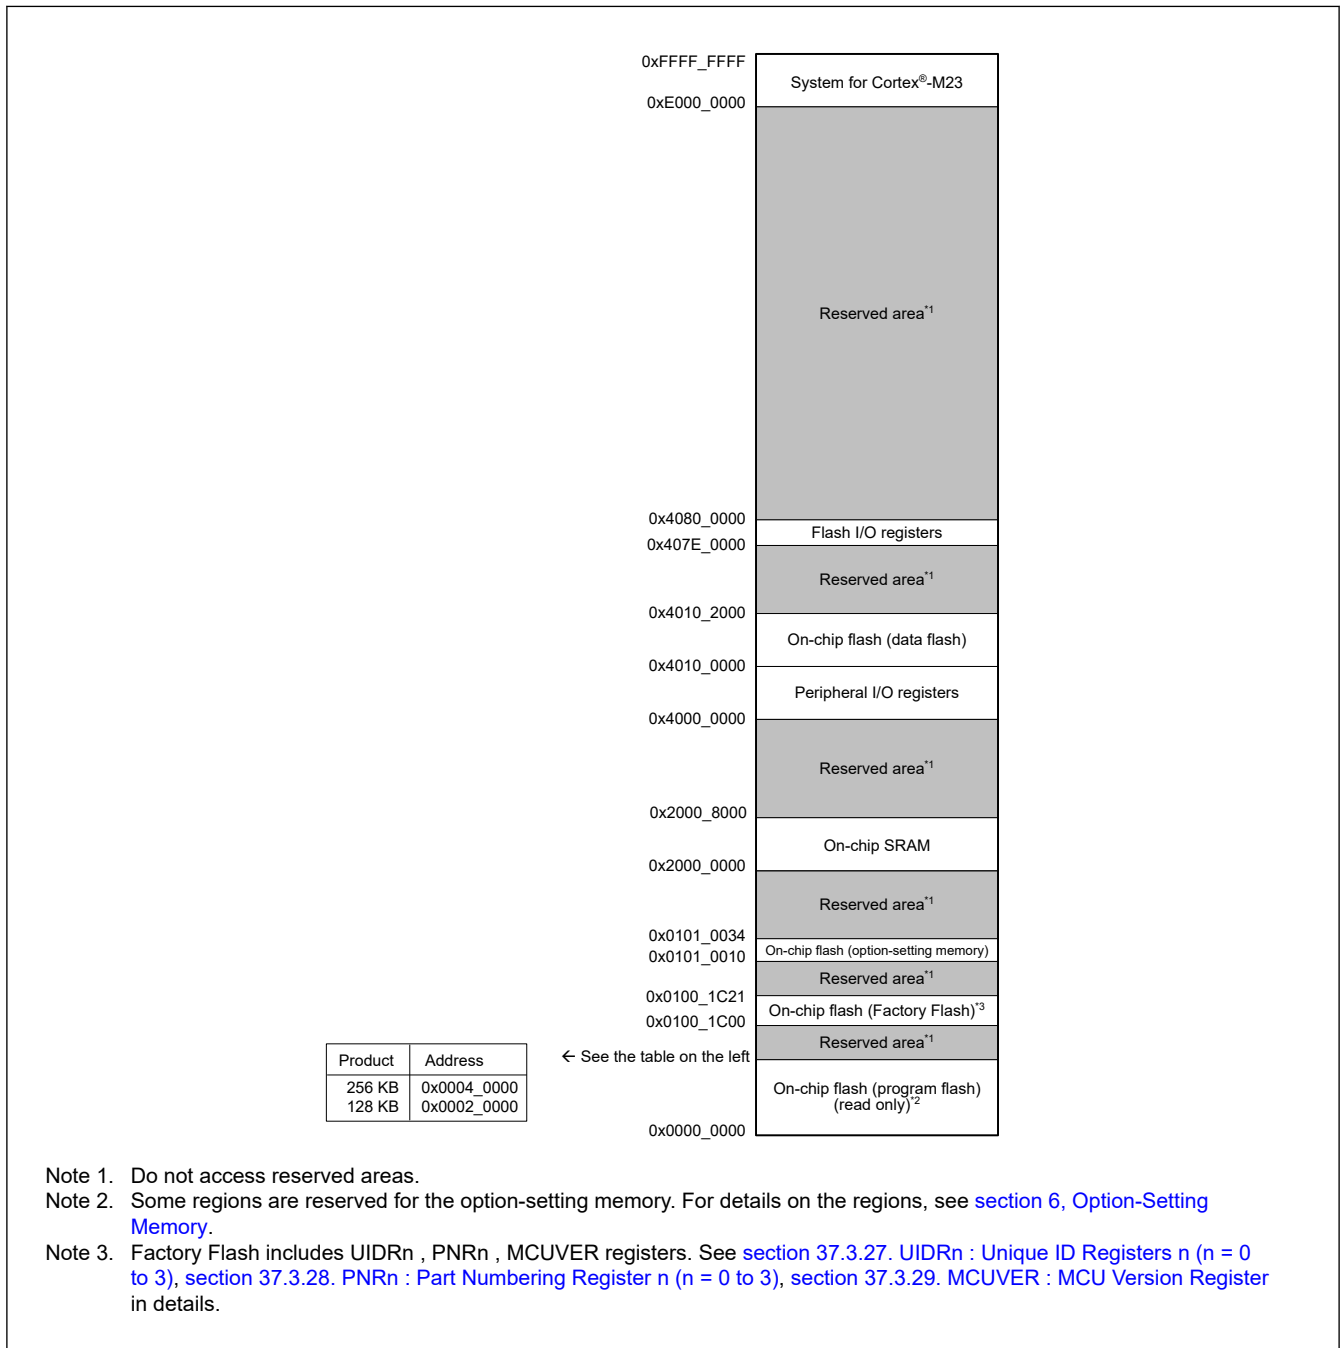 0xFFFF_FFFF
System for Cortex®-M23
0xE000_0000
Reserved area*1
0x4080_0000
Flash I/O registers
0x407E_0000
Reserved area*1
0x4010_2000
On-chip flash (data flash)
0x4010_0000
Peripheral I/O registers
0x4000_0000
Reserved area*1
0x2000_8000
On-chip SRAM
0x2000_0000
Reserved area*1
0x0101_0034
On-chip flash (option-setting memory)
0x0101_0010
Reserved area*1
0x0100_1C21
On-chip flash (Factory Flash)*3
0x0100_1C00
Reserved area*1
← See the table on the left
Product Address
256 KB 0x0004_0000
128 KB 0x0002_0000
On-chip flash (program flash)
(read only)*2
0x0000_0000
Note 1. Do not access reserved areas.
Note 2. Some regions are reserved for the option-setting memory. For details on the regions, see section 6, Option-Setting
Memory.
Note 3. Factory Flash includes UIDRn , PNRn , MCUVER registers. See section 37.3.27. UIDRn : Unique ID Registers n (n = 0
to 3), section 37.3.28. PNRn : Part Numbering Register n (n = 0 to 3), section 37.3.29. MCUVER : MCU Version Register
in details.